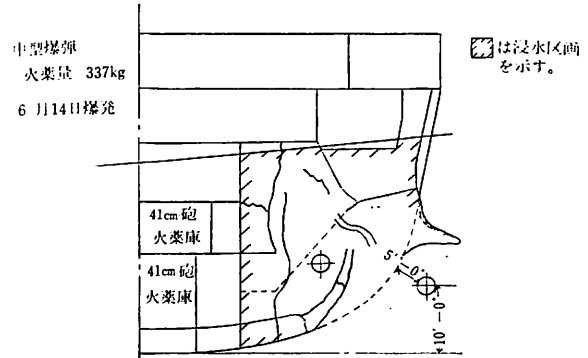 中型爆弾
火薬量 337kg
6月14日爆発
は浸水区画
を示す。
41cm砲
火薬庫
41cm砲
火薬庫
5'-0"
10'-0"